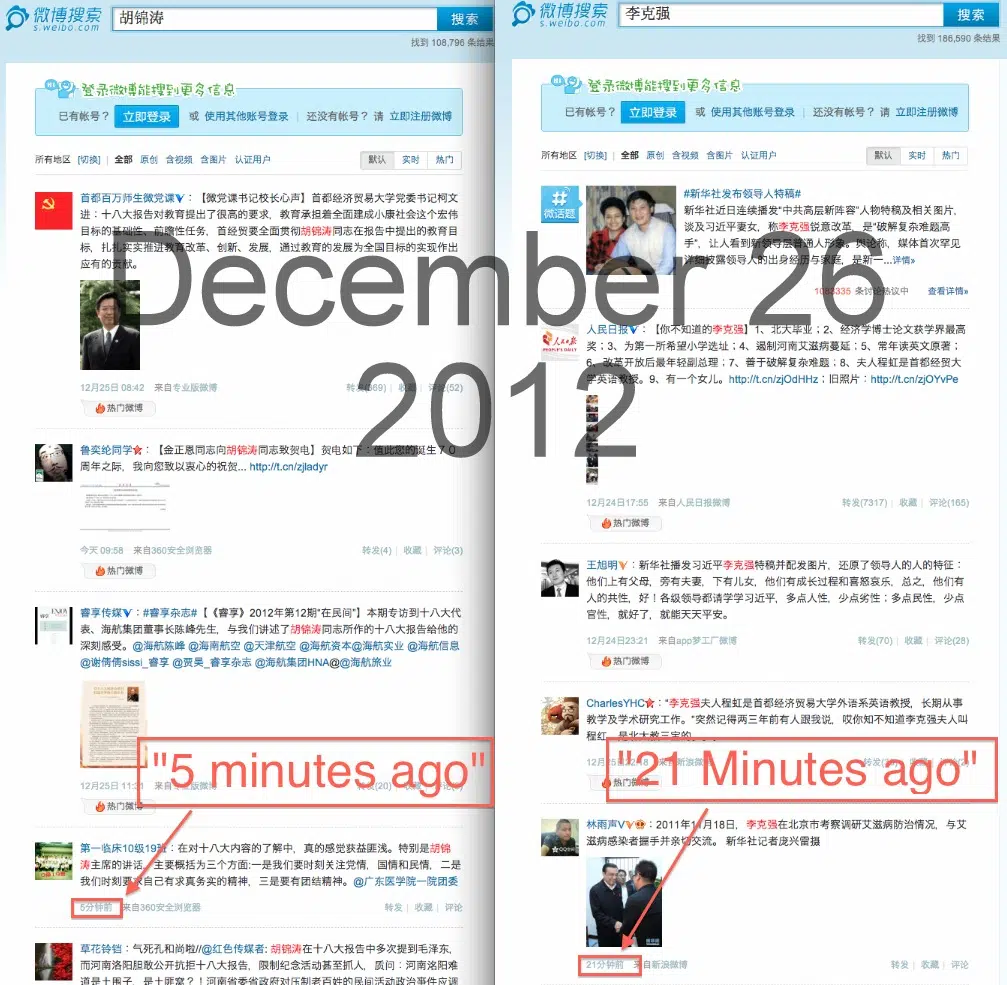 微博搜索
s.weibo.com
胡锦涛
搜索
找到 108,796 条结果
登录微博能搜到更多信息
已有帐号？ 立即登录 或 使用其他账号登录 | 还没有帐号？ 请 立即注册微博
所有地区 [切换] | 全部 原创 含视频 含图片 认证用户
默认 实时 热门
首都百万师生微党课：【微党课书记校长心声】首都经济贸易大学党委书记柯文
进：十八大报告对教育提出了很高的要求，教育承担着全面建成小康社会这个宏伟
目标的基础性、前瞻性任务，首经贸要全面贯彻胡锦涛同志在报告中提出的教育目
标，扎扎实实推进教育改革、创新、发展，通过教育的发展为全国目标的实现作出
应有的贡献。
12月25日 08:42 来自专业版微博
转发(369) | 收藏 | 评论(52)
热门微博
鲁奕纶同学：【金正恩同志向胡锦涛同志致贺电】贺电如下：值此您的诞生７０
周年之际，我向您致以衷心的祝贺... http://t.cn/zjladyr
今天 09:58 来自360安全浏览器
转发(4) | 收藏 | 评论(3)
热门微博
睿享传媒：#睿享杂志#【《睿享》2012年第12期"在民间"】本期专访到十八大代
表、海航集团董事长陈峰先生，与我们讲述了胡锦涛同志所作的十八大报告给他的
深刻感受。@海航陈峰 @海南航空 @天津航空 @海航资本@海航实业 @海航信息
@谢倩倩sissi_睿享 @贺昊_睿享杂志 @海航集团HNA@@海航旅业
12月25日 11:2 来自专业版微博
转发(20) | 收藏 | 评论
热门微博
第一临床10级19班：在对十八大内容的了解中，真的感觉获益匪浅。特别是胡锦
涛主席的讲话，主要概括为三个方面:一是我们要时刻关注党情，国情和民情，二是
我们时刻要求自己有求真务实的精神，三是要有团结精神。@广东医学院一院团委
5分钟前 来自360安全浏览器
转发 | 收藏 | 评论
草花铃铛：气死孔和尚啦//@红色传媒者: 胡锦涛在十八大报告中多次提到毛泽东，
而河南洛阳胆敢公开抗拒十八大报告，限制纪念活动甚至抓人，质问：河南洛阳难
道是土围子，是土匪窝？！河南省委省政府对压制老百姓的民间活动政治事件应调
微博搜索
s.weibo.com
李克强
搜索
找到 186,590 条结果
登录微博能搜到更多信息
已有帐号？ 立即登录 或 使用其他账号登录 | 还没有帐号？ 请 立即注册微博
所有地区 [切换] | 全部 原创 含视频 含图片 认证用户
默认 实时 热门
#
微话题
#新华社发布领导人特稿#
新华社近日连续播发"中共高层新阵容"人物特稿及相关图片，
谈及习近平妻女，称李克强锐意改革，是"破解复杂难题高
手"，让人看到新领导层普通人形象。舆论称，媒体首次罕见
详细披露领导人的出身经历与家庭，是新一...详情»
1083335 条讨论热议中 查看详情»
人民日报：【你不知道的李克强】1、北大毕业；2、经济学博士论文获学界最高
奖；3、为第一所希望小学选址；4、遏制河南艾滋病蔓延；5、常年读英文原著；
6、改革开放后最年轻副总理；7、善于破解复杂难题；8、夫人程虹是首都经贸大
学英语教授。9、有一个女儿。http://t.cn/zjOdHHz；旧照片：http://t.cn/zjOYvPe
人民日报
PEOPLE'S DAILY
12月24日17:55 来自人民日报微博
转发(7317) | 收藏 | 评论(165)
热门微博
王旭明：新华社播发习近平李克强特稿并配发图片，还原了领导人的人的特征：
他们上有父母，旁有夫妻，下有儿女，他们有成长过程和喜怒哀乐，总之，他们有
人的共性，好！各级领导都请学学习近平，多点人性，少点劣性；多点民性，少点
官性，就好了，就能天天平安。
12月24日23:21 来自app梦工厂微博
转发(70) | 收藏 | 评论(28)
热门微博
CharlesYHC："李克强夫人程虹是首都经济贸易大学外语系英语教授，长期从事
教学及学术研究工作。"突然记得两三年前有人跟我说，哎你知不知道李克强夫人叫
程虹，是北大教三宫的
热门微博
林雨声V：2011年11月18日，李克强在北京市考察调研艾滋病防治情况，与艾
滋病感染者握手并亲切交流。 新华社记者庞兴雷摄
21分钟前 来自新浪微博
转发 | 收藏 | 评论
December 26
2012
"5 minutes ago"
"21 Minutes ago"